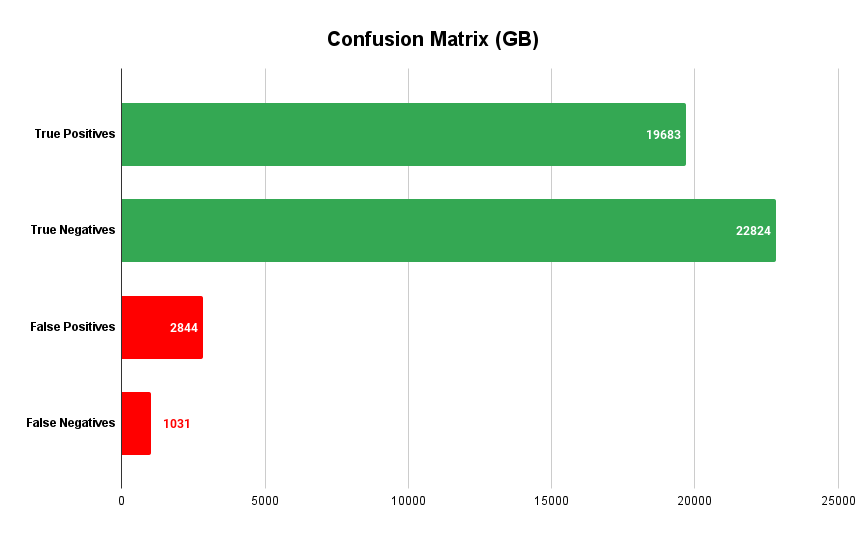 Confusion Matrix (GB)
True Positives
19683
True Negatives
22824
False Positives
2844
False Negatives
1031
0 5000 10000 15000 20000 25000